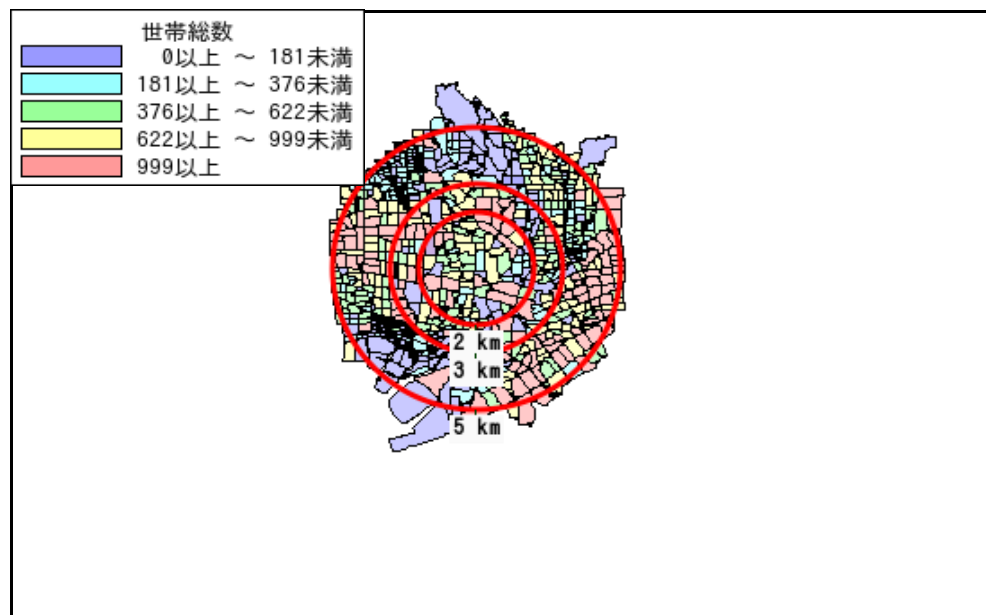 世帯総数
0以上 ～ 181未満
181以上 ～ 376未満
376以上 ～ 622未満
622以上 ～ 999未満
999以上
2 km
3 km
5 km